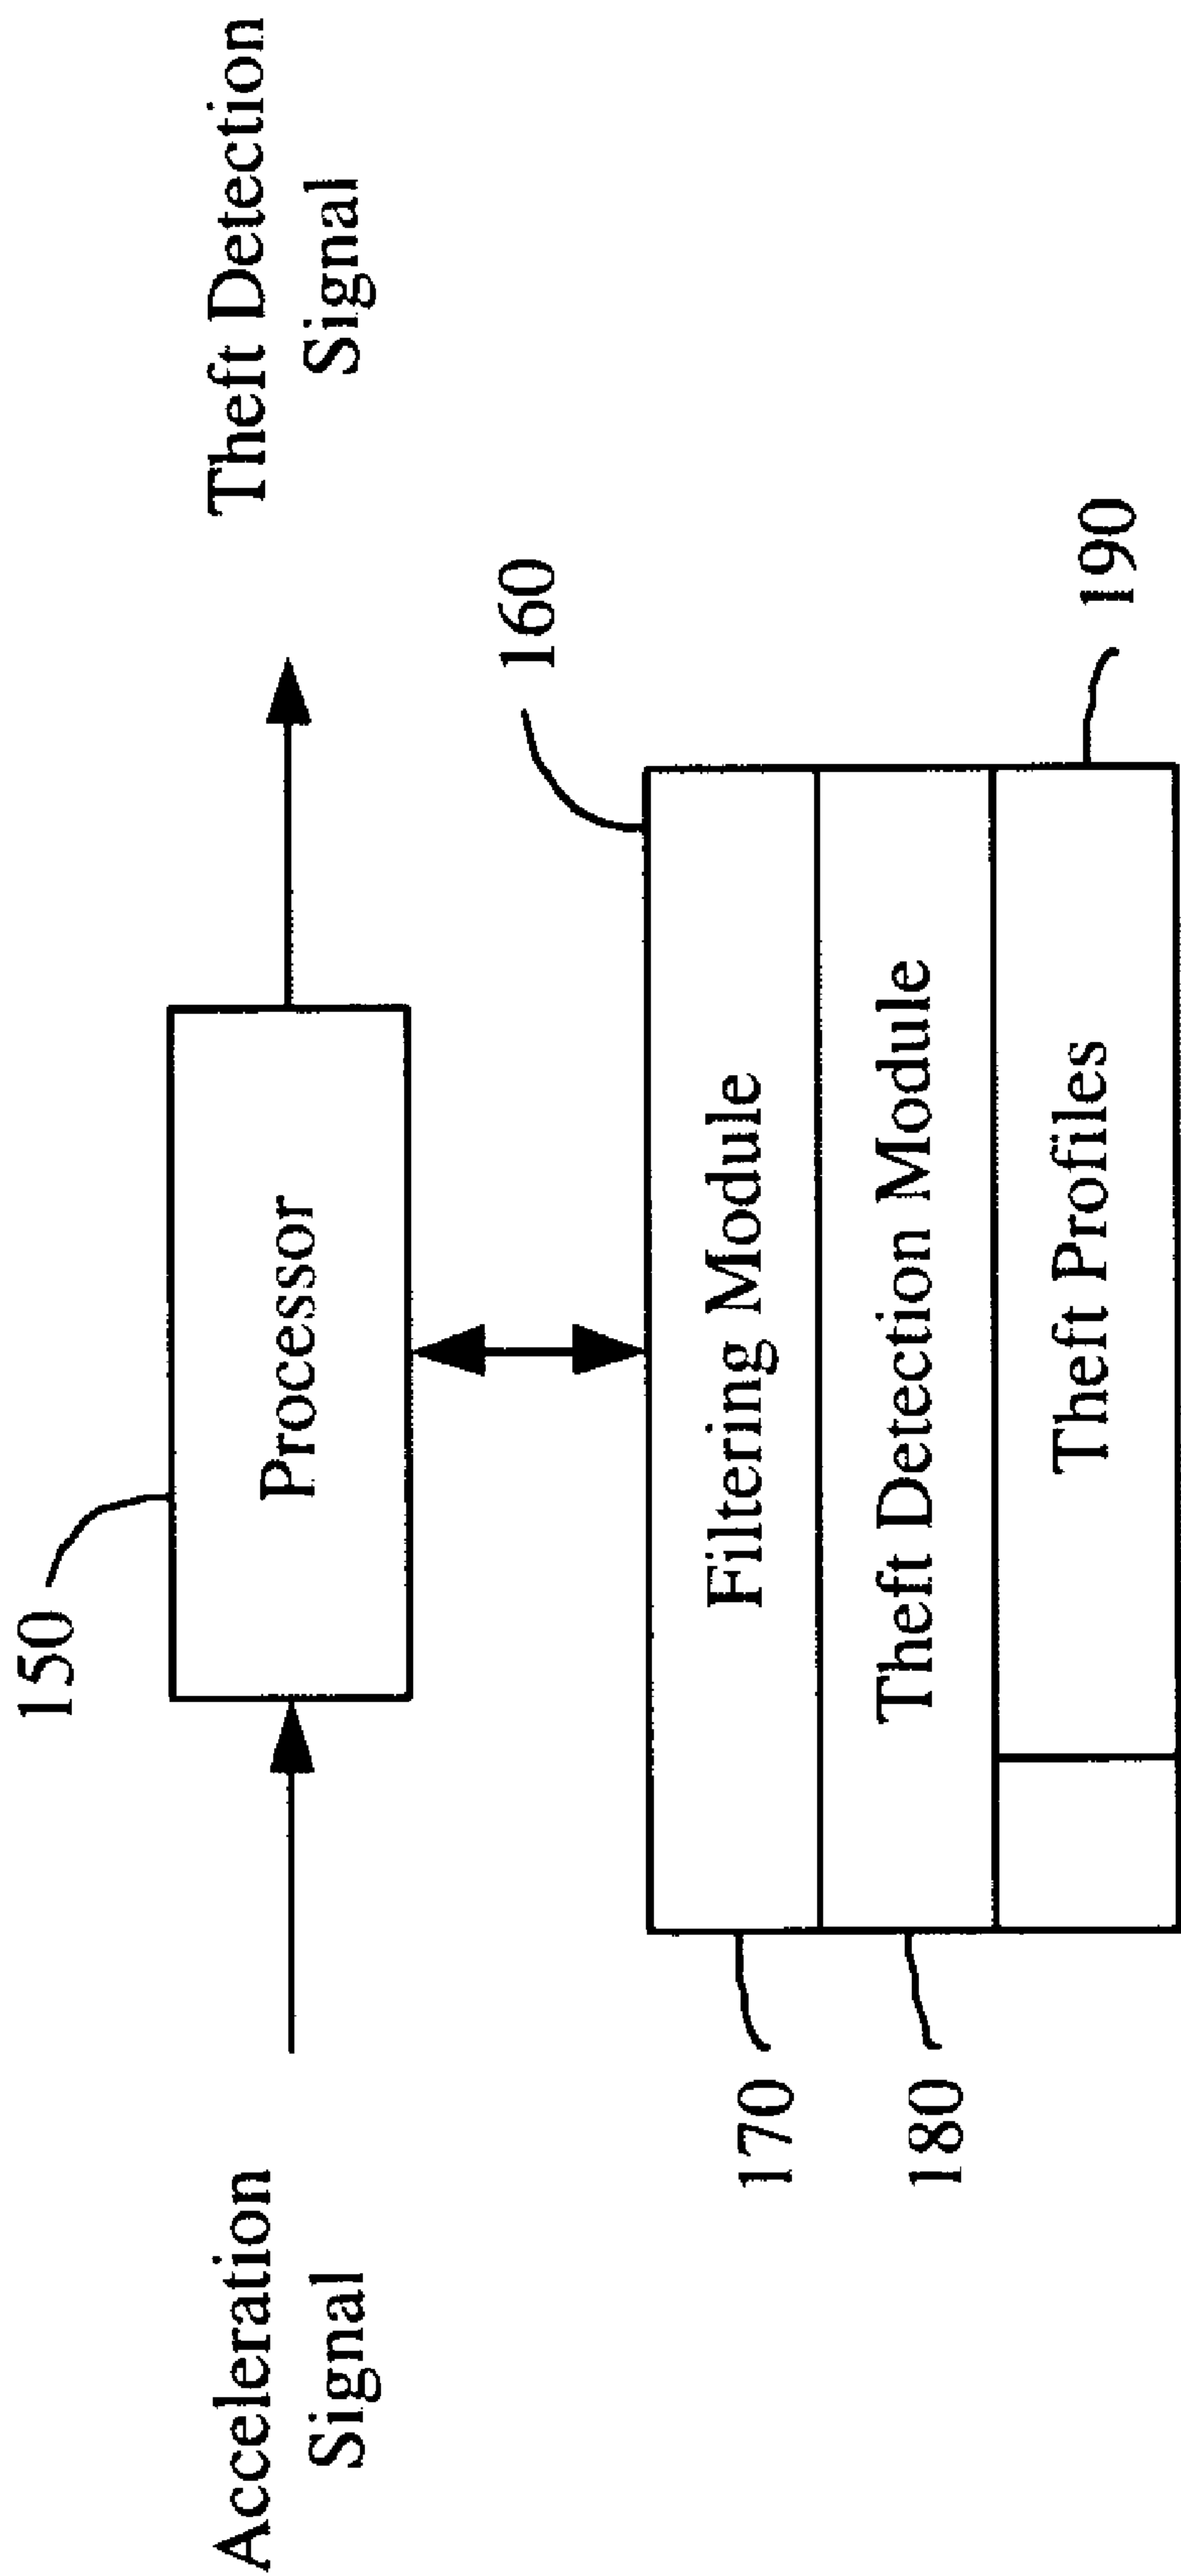 150
Acceleration
Signal
Processor
Theft Detection
Signal
160
170
Filtering Module
180
Theft Detection Module
Theft Profiles
190